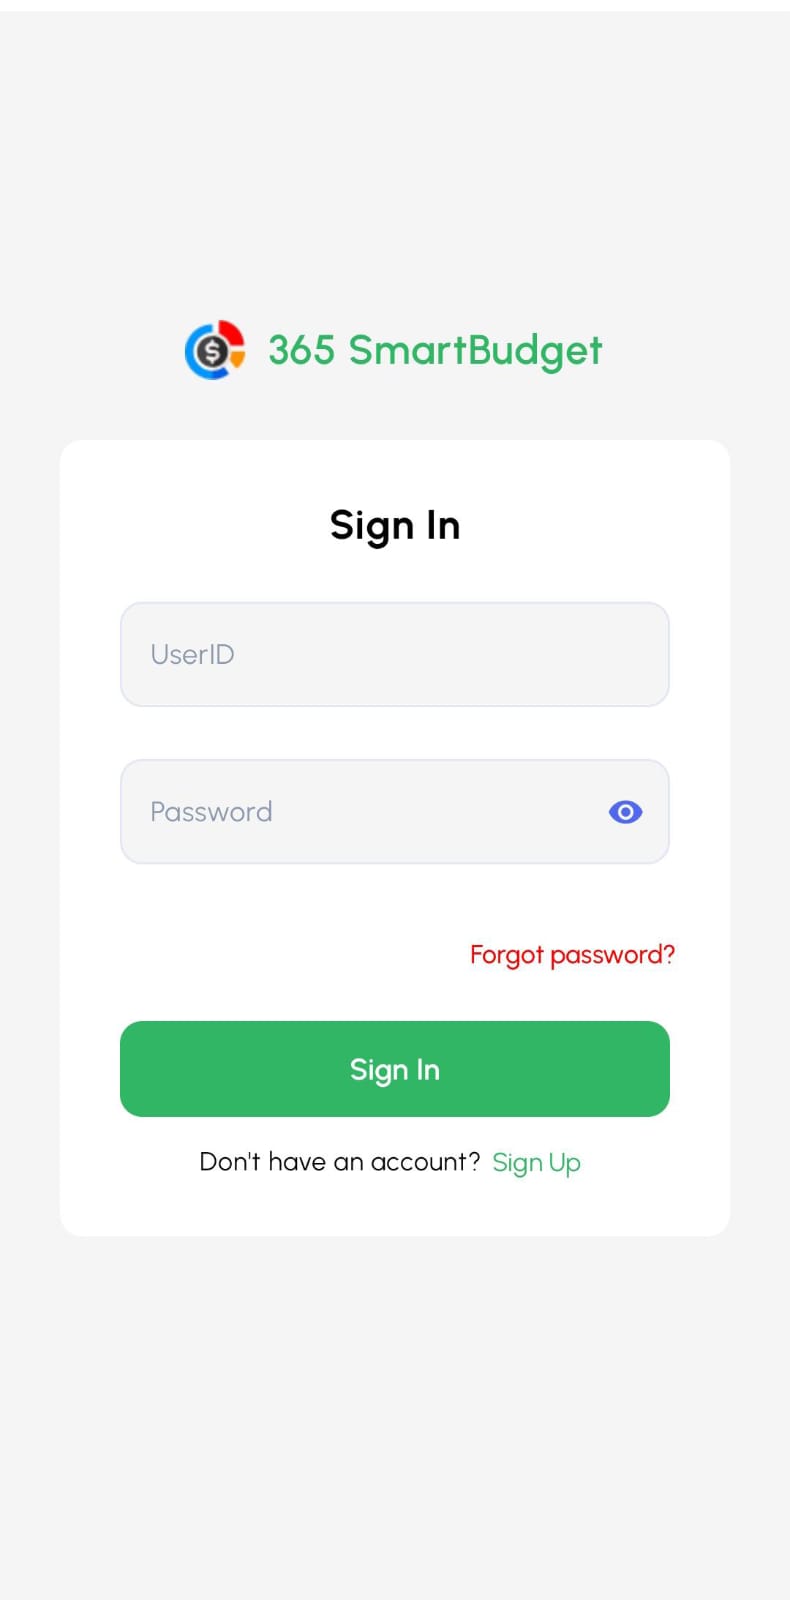 365 SmartBudget
Sign In
UserID
Password
Forgot password?
Sign In
Don't have an account? Sign Up